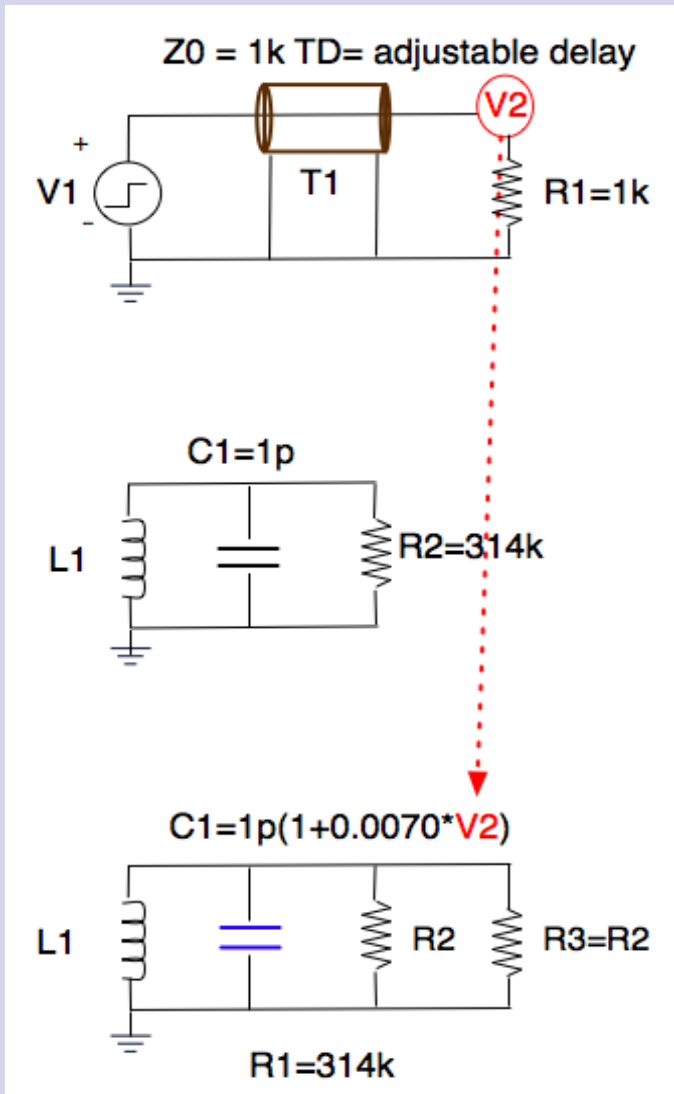 Z0 = 1k TD= adjustable delay
V2
+
V1
-
T1
R1=1k
C1=1p
L1
R2=314k
C1=1p(1+0.0070*V2)
L1
R2
R3=R2
R1=314k